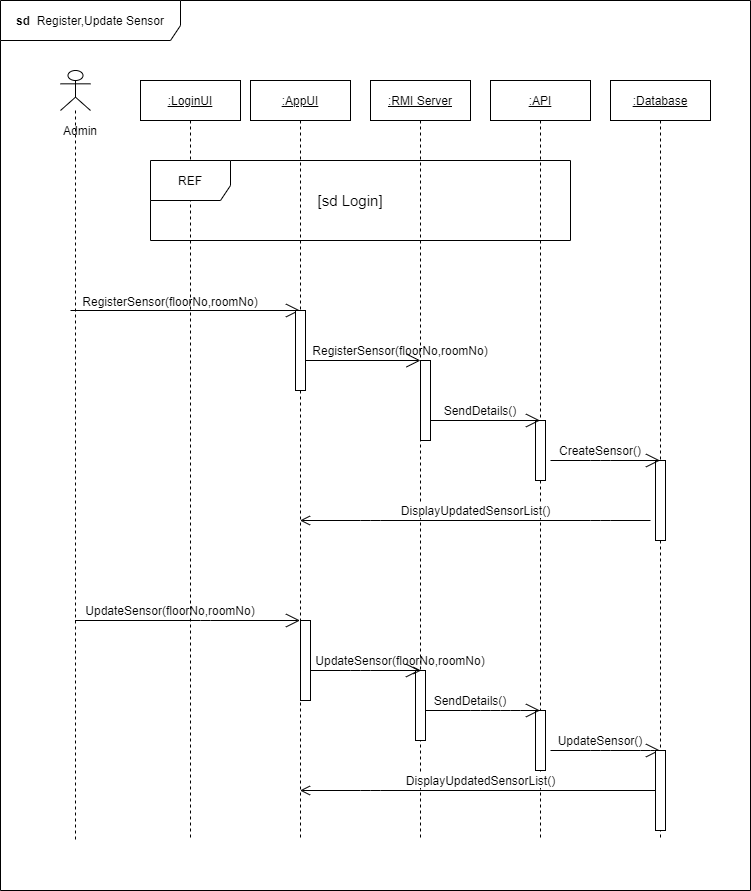 sd Register,Update Sensor
Admin
:LoginUI
:AppUI
:RMI Server
:API
:Database
REF
[sd Login]
RegisterSensor(floorNo,roomNo)
RegisterSensor(floorNo,roomNo)
SendDetails()
CreateSensor()
DisplayUpdatedSensorList()
UpdateSensor(floorNo,roomNo)
UpdateSensor(floorNo,roomNo)
SendDetails()
UpdateSensor()
DisplayUpdatedSensorList()